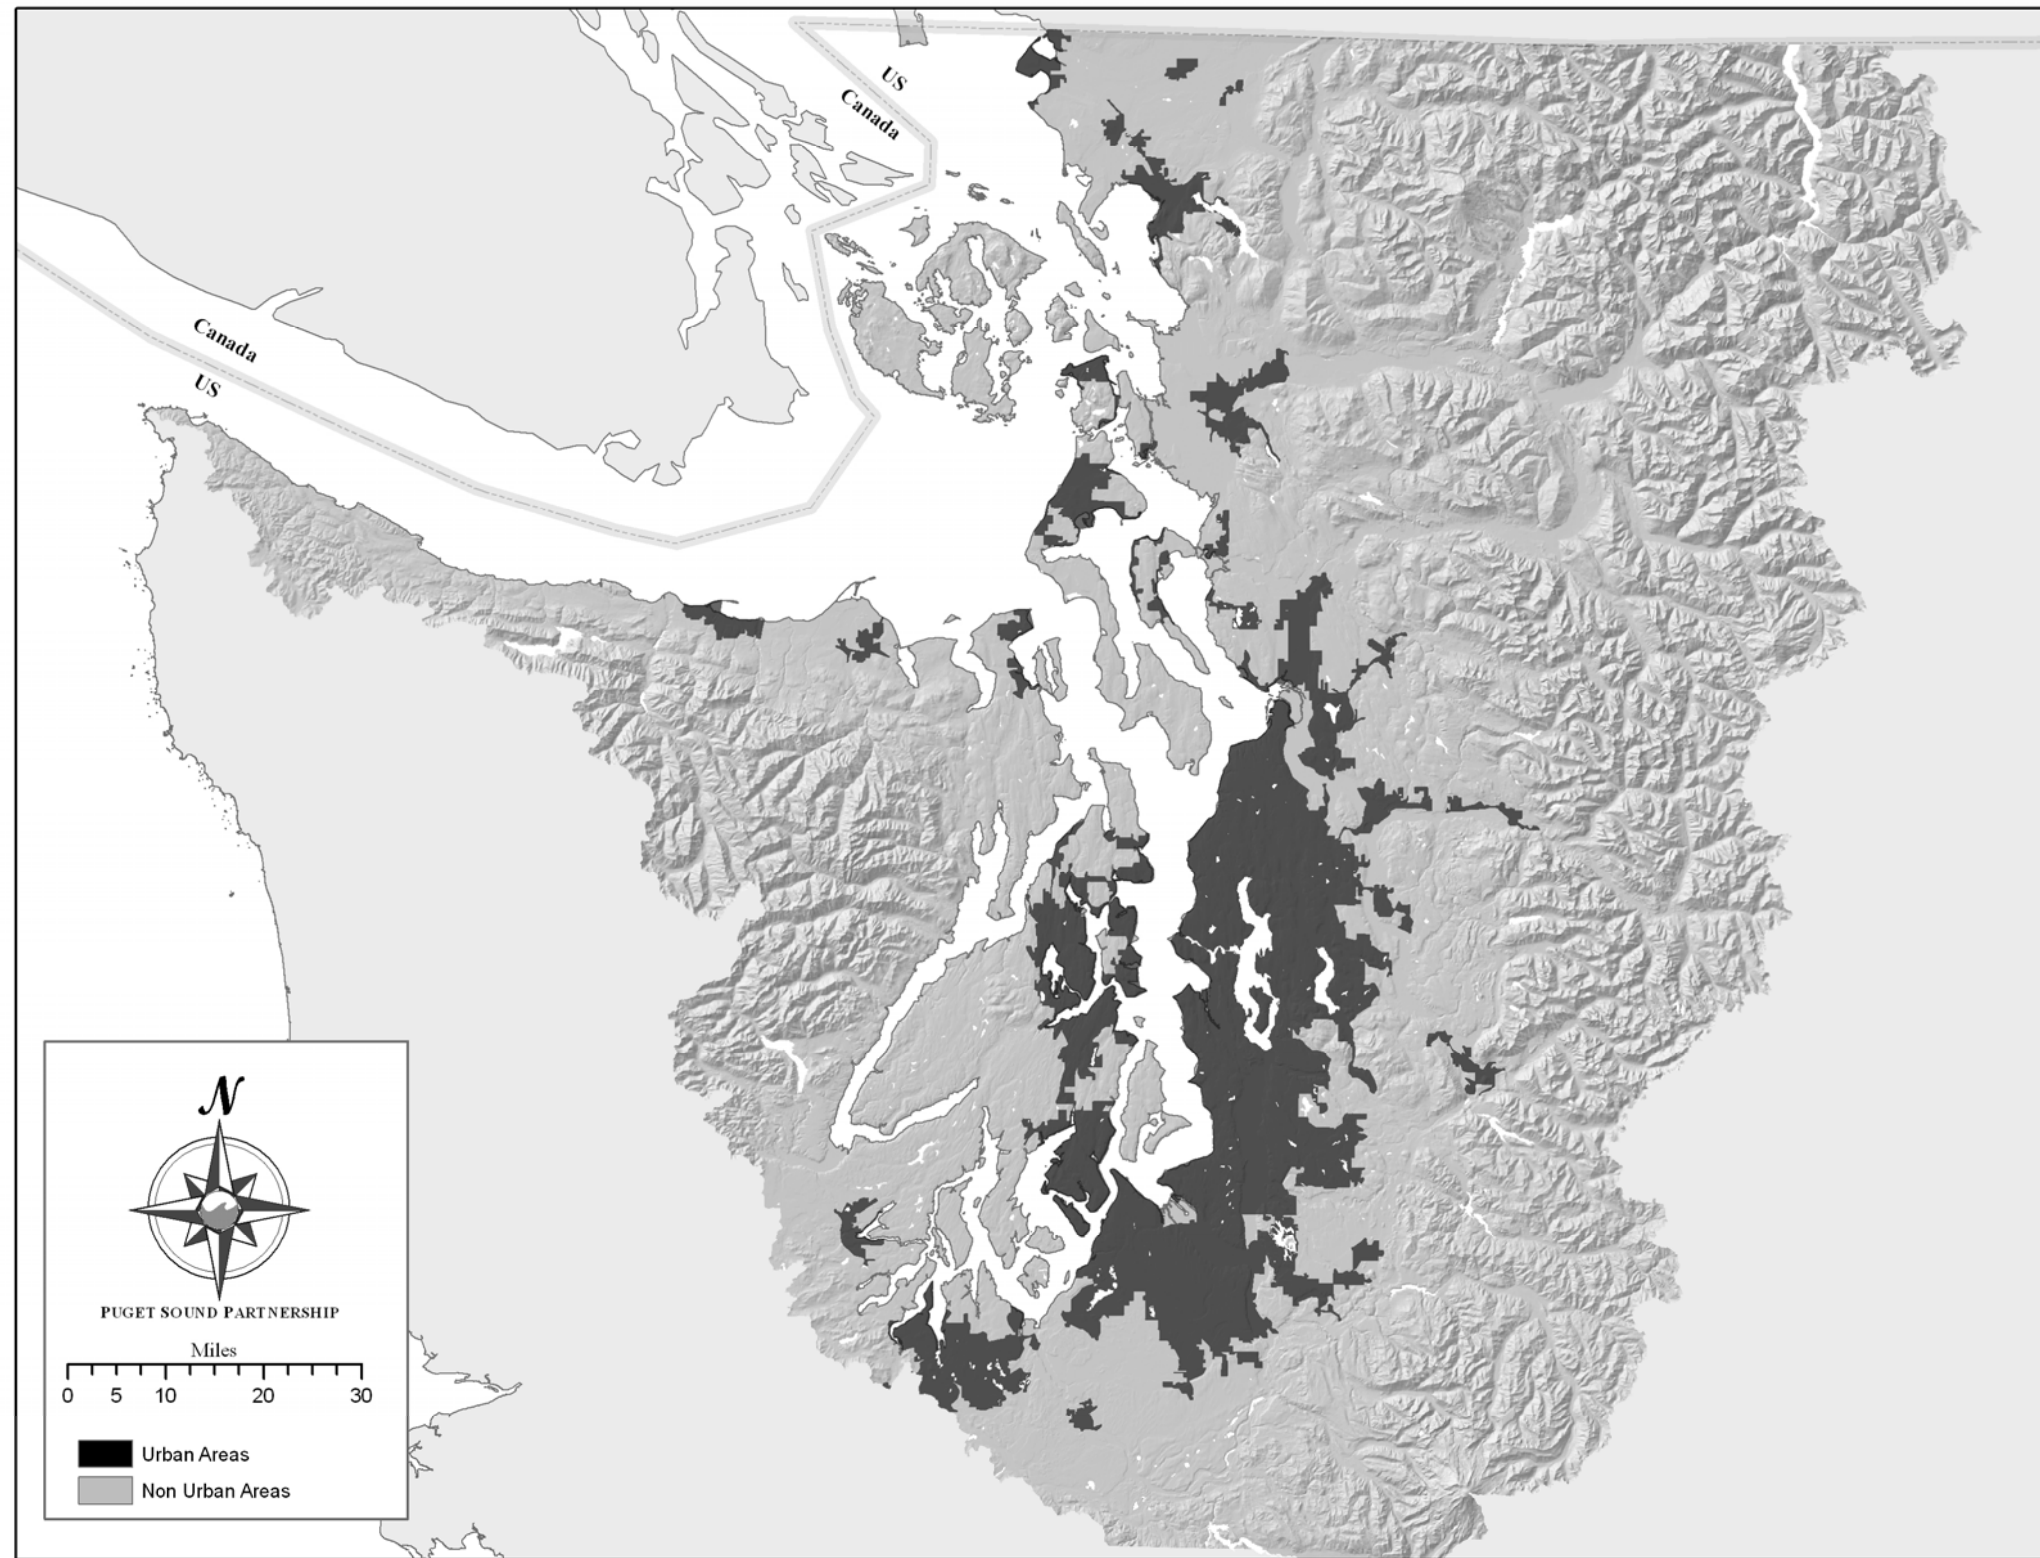 US
Canada
Canada
US
N
PUGET SOUND PARTNERSHIP
Miles
0 5 10 20 30
Urban Areas
Non Urban Areas